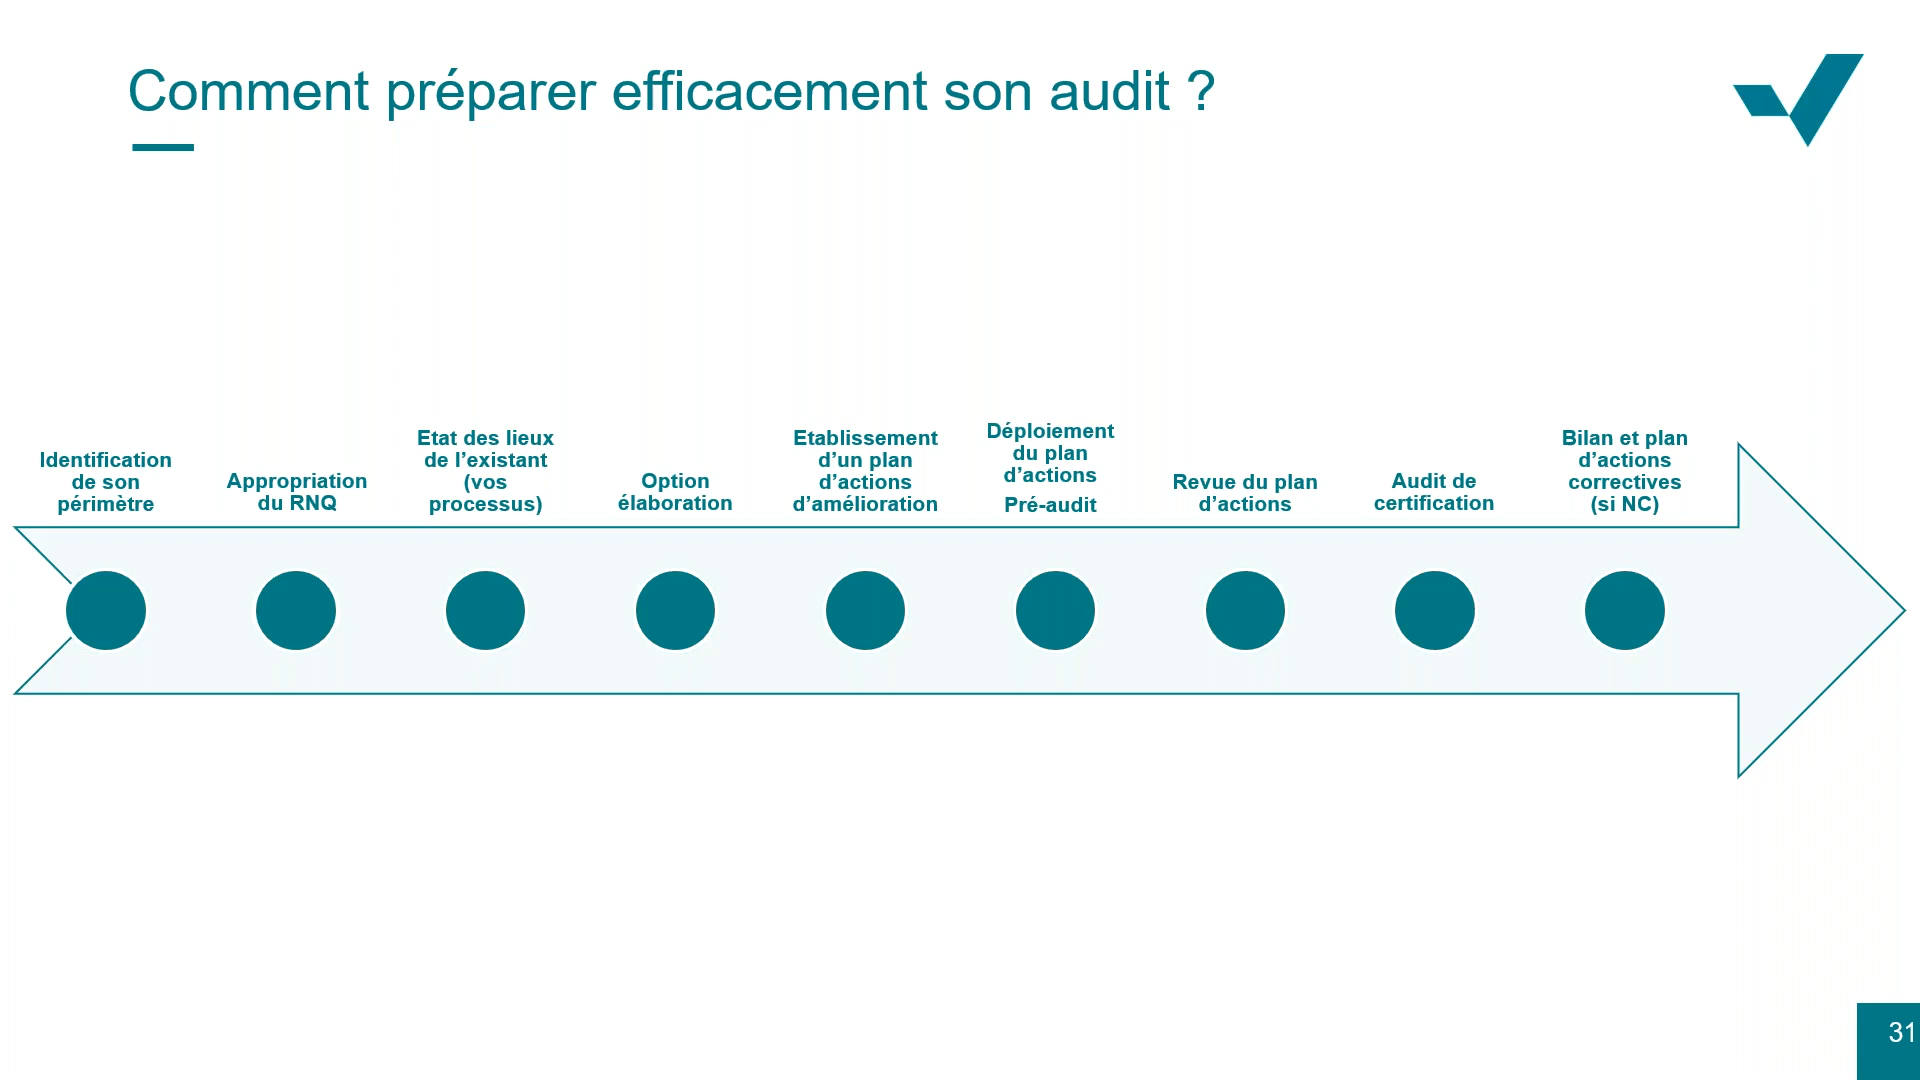 Comment préparer efficacement son audit ?
Identification
de son
périmètre
Appropriation
du RNQ
Etat des lieux
de l’existant
(vos
processus)
Option
élaboration
Etablissement
d’un plan
d’actions
d’amélioration
Déploiement
du plan
d’actions
Pré-audit
Revue du plan
d’actions
Audit de
certification
Bilan et plan
d’actions
correctives
(si NC)
31